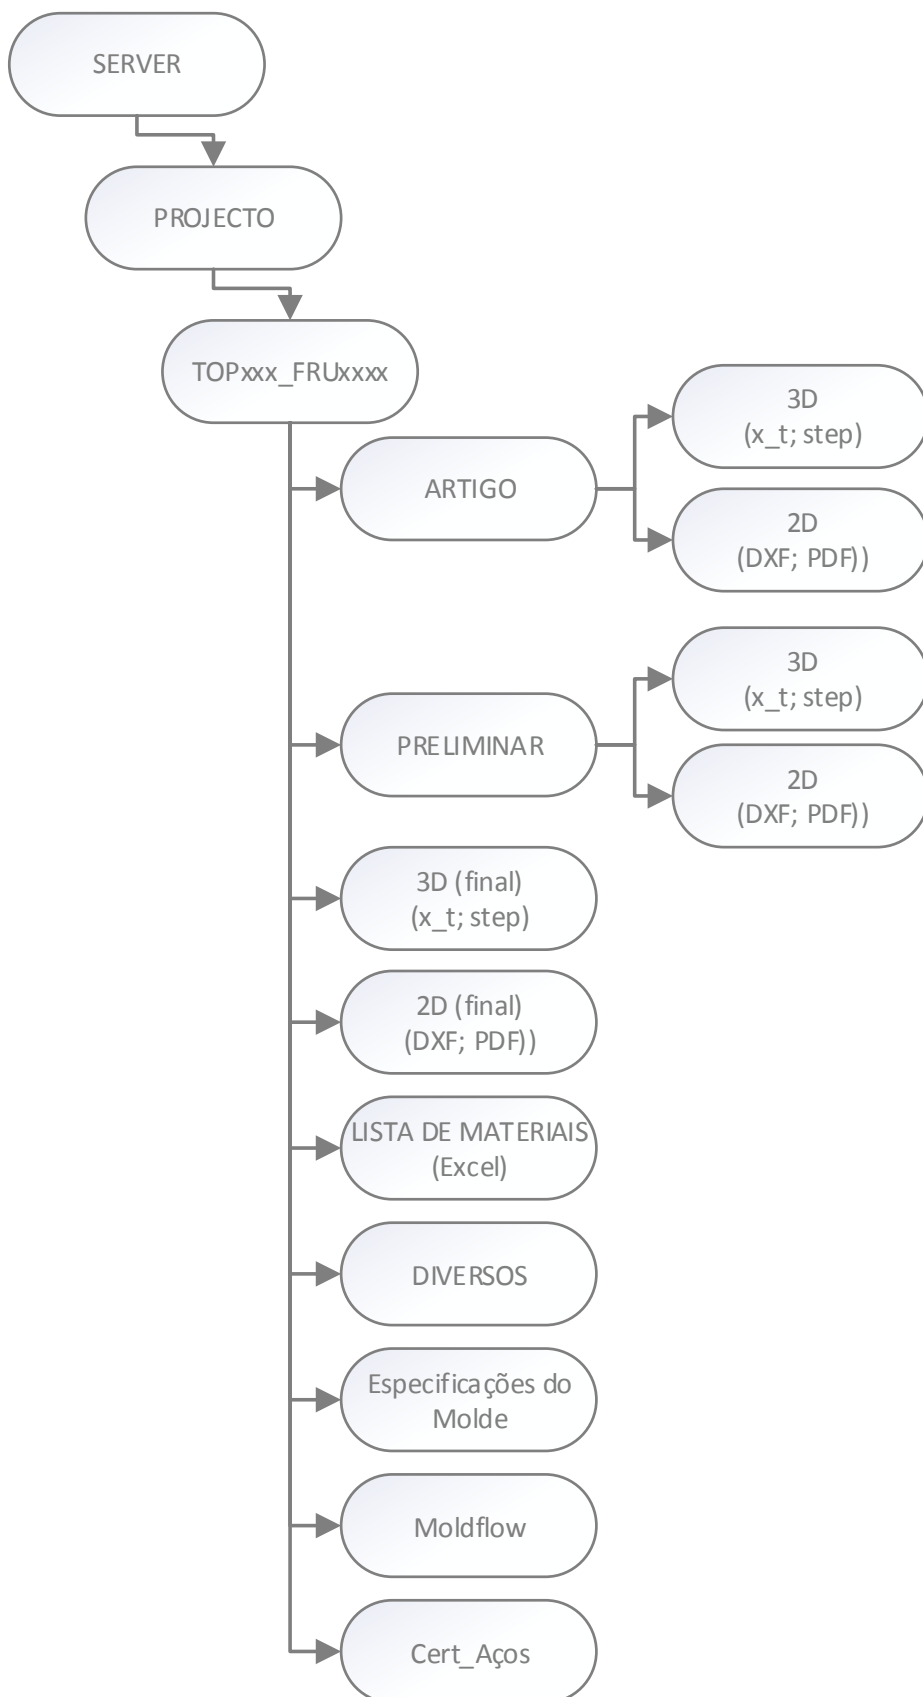 SERVER
PROJECTO
TOPxxx_FRUxxxx
ARTIGO
3D
(x_t; step)
2D
(DXF; PDF))
PRELIMINAR
3D
(x_t; step)
2D
(DXF; PDF))
3D (final)
(x_t; step)
2D (final)
(DXF; PDF))
LISTA DE MATERIAIS
(Excel)
DIVERSOS
Especificações do
Molde
Moldflow
Cert_Aços